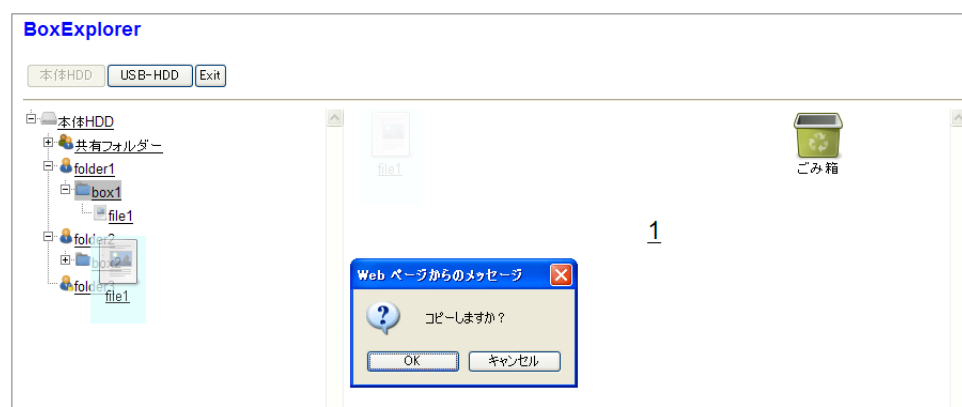 BoxExplorer
本体HDD USB-HDD Exit
本体HDD
共有フォルダー
folder1
box1
file1
folder2
box2
folder3
file1
file1
ごみ箱
1
Web ページからのメッセージ
コピーしますか？
OK キャンセル